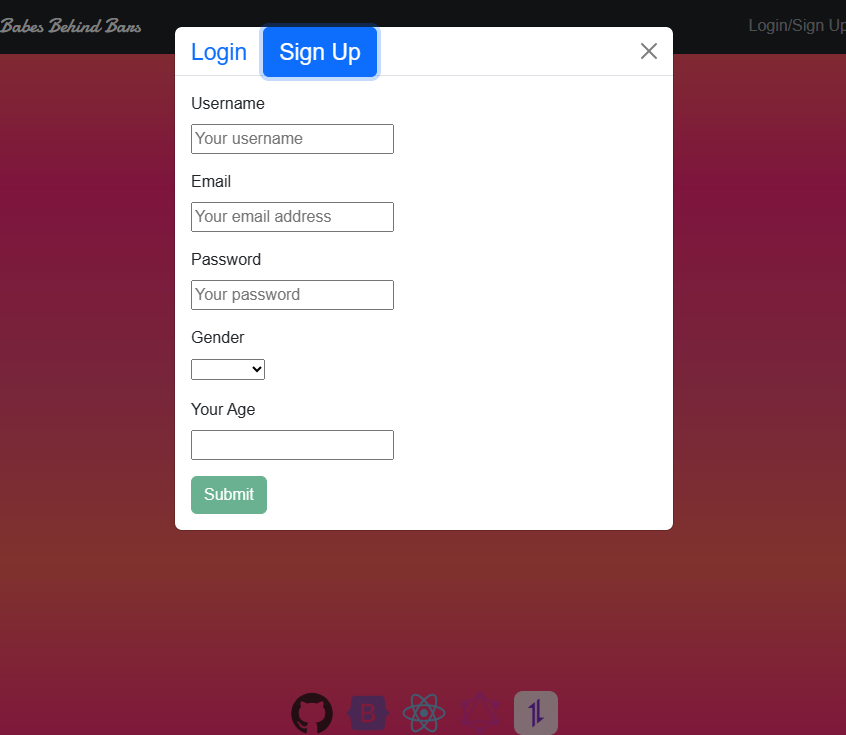 Babes Behind Bars
Login/Sign Up
Login
Sign Up
Username
Your username
Email
Your email address
Password
Your password
Gender
Your Age
Submit
B